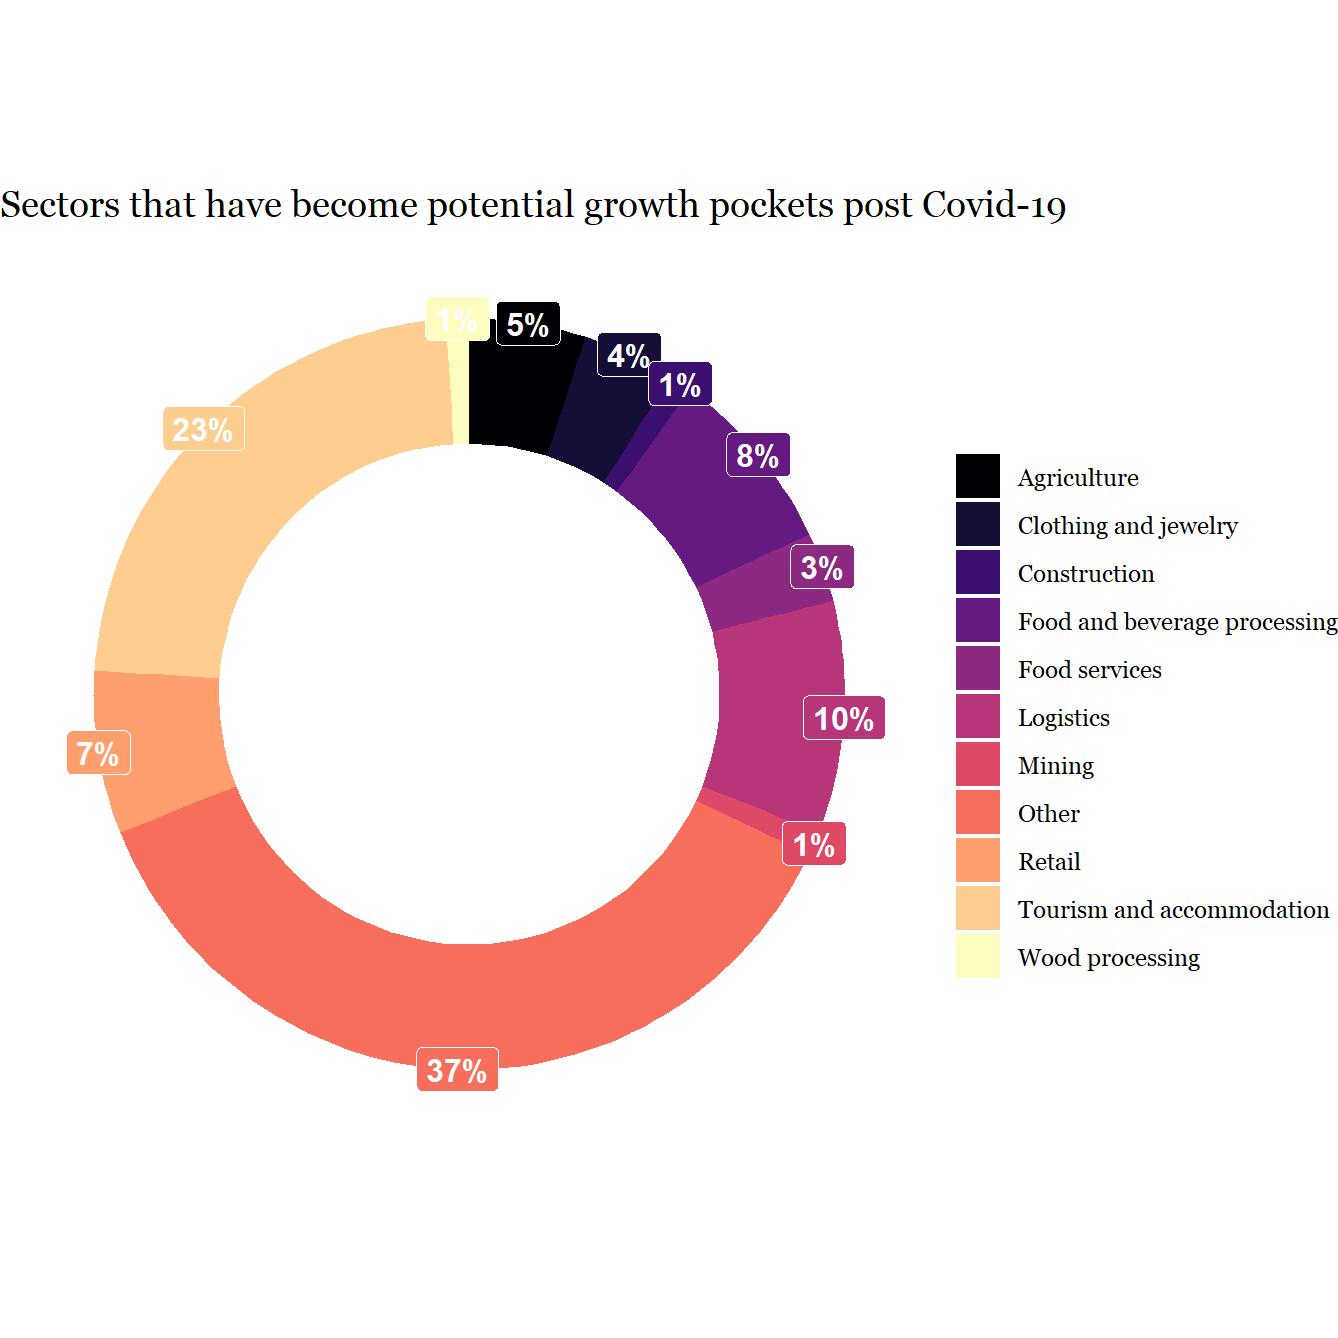 Sectors that have become potential growth pockets post Covid-19
1%
5%
4%
1%
23%
8%
3%
10%
7%
1%
37%
Agriculture
Clothing and jewelry
Construction
Food and beverage processing
Food services
Logistics
Mining
Other
Retail
Tourism and accommodation
Wood processing